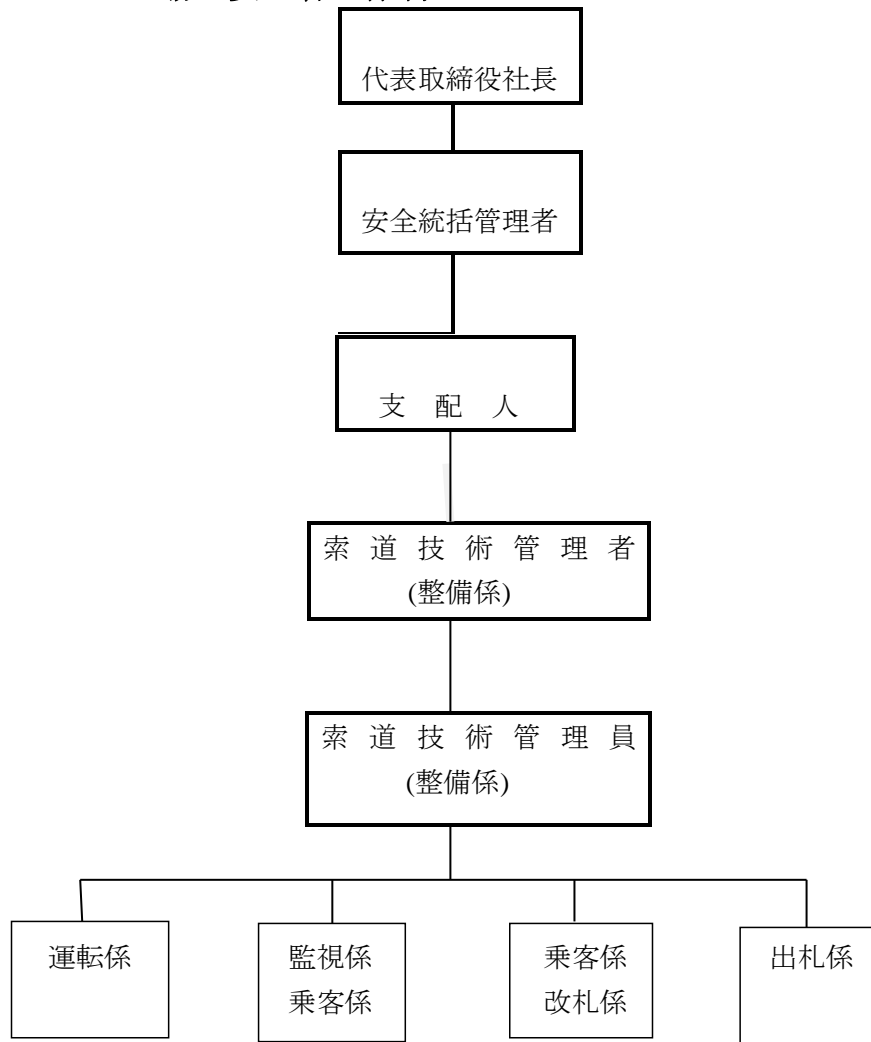 代表取締役社長
安全統括管理者
支 配 人
索 道 技 術 管 理 者
(整備係)
索 道 技 術 管 理 員
(整備係)
運転係
監視係
乗客係
乗客係
改札係
出札係